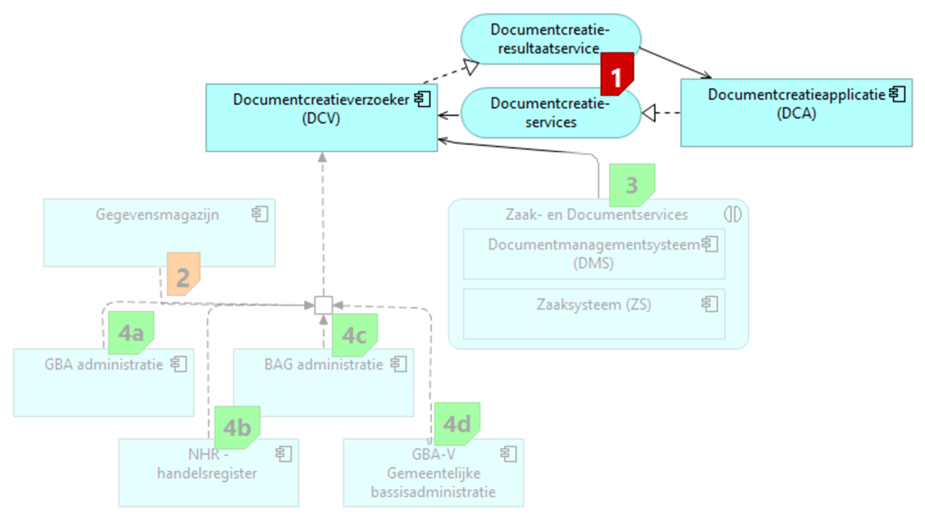 Documentcreatie-
resultaatservice
1
Documentcreatieverzoeker
(DCV)
Documentcreatie-
services
Documentcreatieapplicatie
(DCA)
3
Gegevensmagazijn
Zaak- en Documentservices
Documentmanagementsysteem
(DMS)
2
Zaaksysteem (ZS)
4a
4c
GBA administratie
BAG administratie
4b
4d
NHR -
handelsregister
GBA-V
Gemeentelijke
bassisadministratie